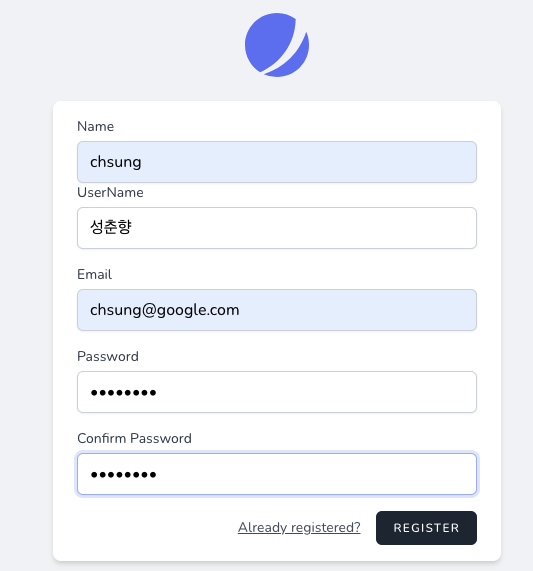 Name
chsung
UserName
성춘향
Email
chsung@google.com
Password
••••••••
Confirm Password
••••••••
Already registered? REGISTER